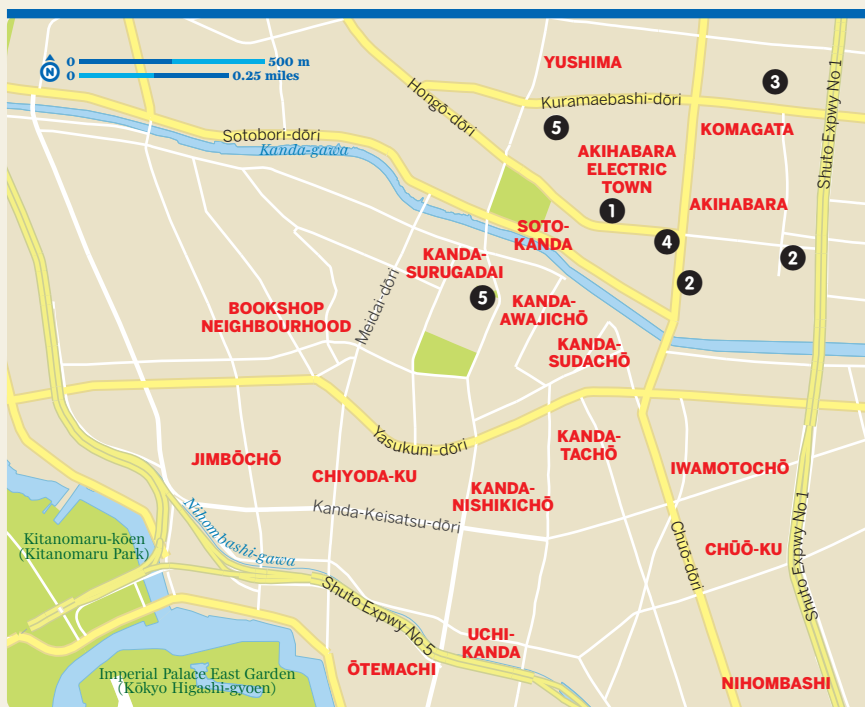 0 500 m
N
0 0.25 miles
YUSHIMA
3
Hongō-dōri
Kuramaebashi-dōri
Shuto Expwy No 1
5
KOMAGATA
Sotobori-dōri
Kanda-gawa
AKIHABARA
ELECTRIC
TOWN
1
AKIHABARA
SOTO-
KANDA
4
2
KANDA-
SURUGADAI
5
2
KANDA-
AWAJICHŌ
Meidai-dōri
BOOKSHOP
NEIGHBOURHOOD
KANDA-
SUDACHŌ
Yasukuni-dōri
KANDA-
TACHŌ
JIMBŌCHŌ
CHIYODA-KU
IWAMOTOCHŌ
KANDA-
NISHIKICHŌ
Kanda-Keisatsu-dōri
Nihombashi-gawa
Kitanomaru-kōen
(Kitanomaru Park)
Chūō-dōri
CHŪŌ-KU
Shuto Expwy No 1
Shuto Expwy No 5
UCHI-
KANDA
ŌTEMACHI
Imperial Palace East Garden
(Kōkyo Higashi-gyoen)
NIHOMBASHI